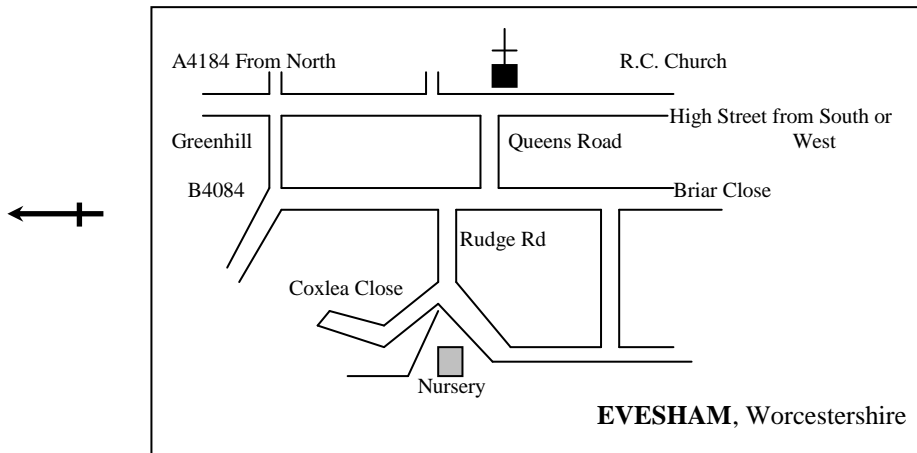 A4184 From North
R.C. Church
High Street from South or
West
Greenhill
Queens Road
B4084
Briar Close
Rudge Rd
Coxlea Close
Nursery
EVESHAM, Worcestershire